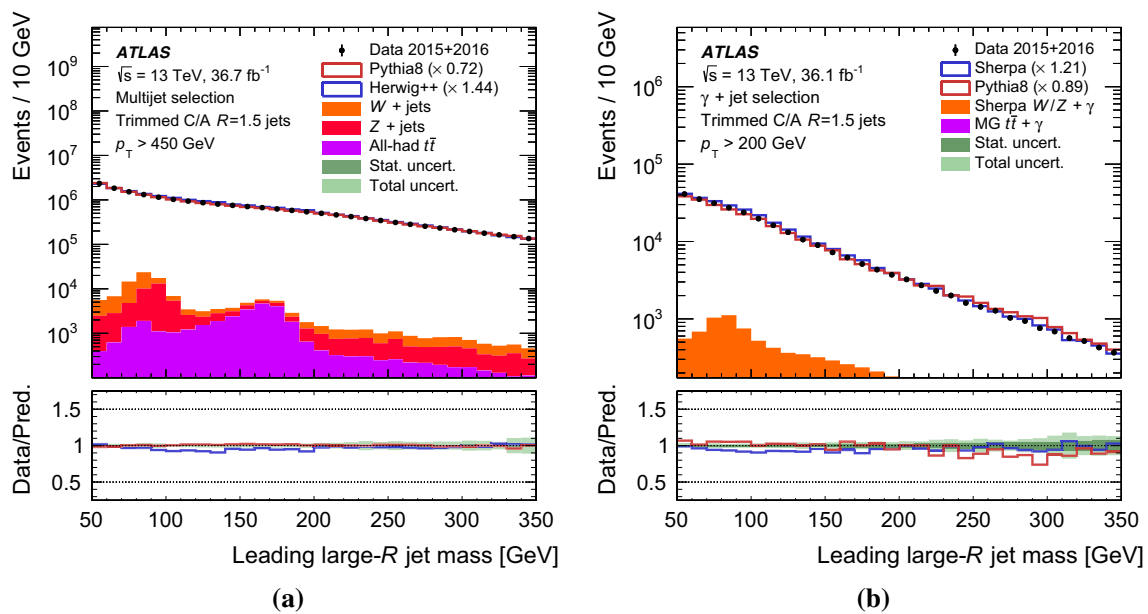 Events / 10 GeV
10⁹
10⁸
10⁷
10⁶
10⁵
10⁴
10³
ATLAS
√s = 13 TeV, 36.7 fb⁻¹
Multijet selection
Trimmed C/A R=1.5 jets
p_T > 450 GeV
Data 2015+2016
Pythia8 (× 0.72)
Herwig++ (× 1.44)
W + jets
Z + jets
All-had tt̄
Stat. uncert.
Total uncert.
Data/Pred.
1.5
1
0.5
50 100 150 200 250 300 350
Leading large-R jet mass [GeV]
(a)
Events / 10 GeV
10⁶
10⁵
10⁴
10³
ATLAS
√s = 13 TeV, 36.1 fb⁻¹
γ + jet selection
Trimmed C/A R=1.5 jets
p_T > 200 GeV
Data 2015+2016
Sherpa (× 1.21)
Pythia8 (× 0.89)
Sherpa W/Z + γ
MG tt̄ + γ
Stat. uncert.
Total uncert.
Data/Pred.
1.5
1
0.5
50 100 150 200 250 300 350
Leading large-R jet mass [GeV]
(b)